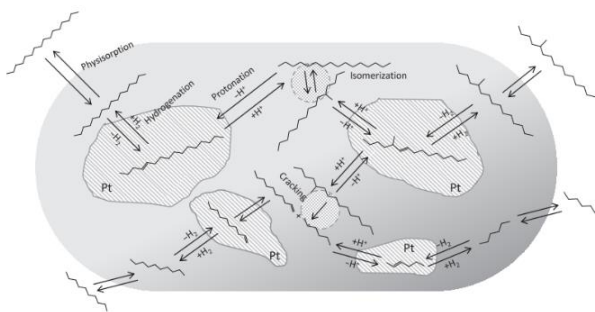 Physisorption
+H₂
Hydrogenation
-H₂
Protonation
-H⁺
+H⁺
Isomerization
+H⁺
-H⁺
-H₂
+H₂
Pt
Pt
+H⁺
-H⁺
Cracking
+
-H₂
+H₂
Pt
+H⁺
-H⁺
Pt
-H₂
+H₂